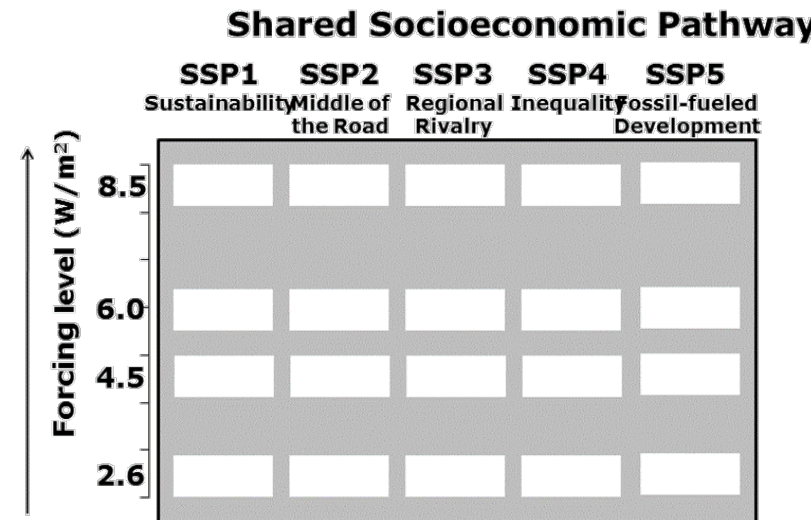 Shared Socioeconomic Pathway
SSP1 SSP2 SSP3 SSP4 SSP5
Sustainability Middle of Regional Inequality Fossil-fueled
the Road Rivalry Development
Forcing level (W/m²)
8.5
6.0
4.5
2.6